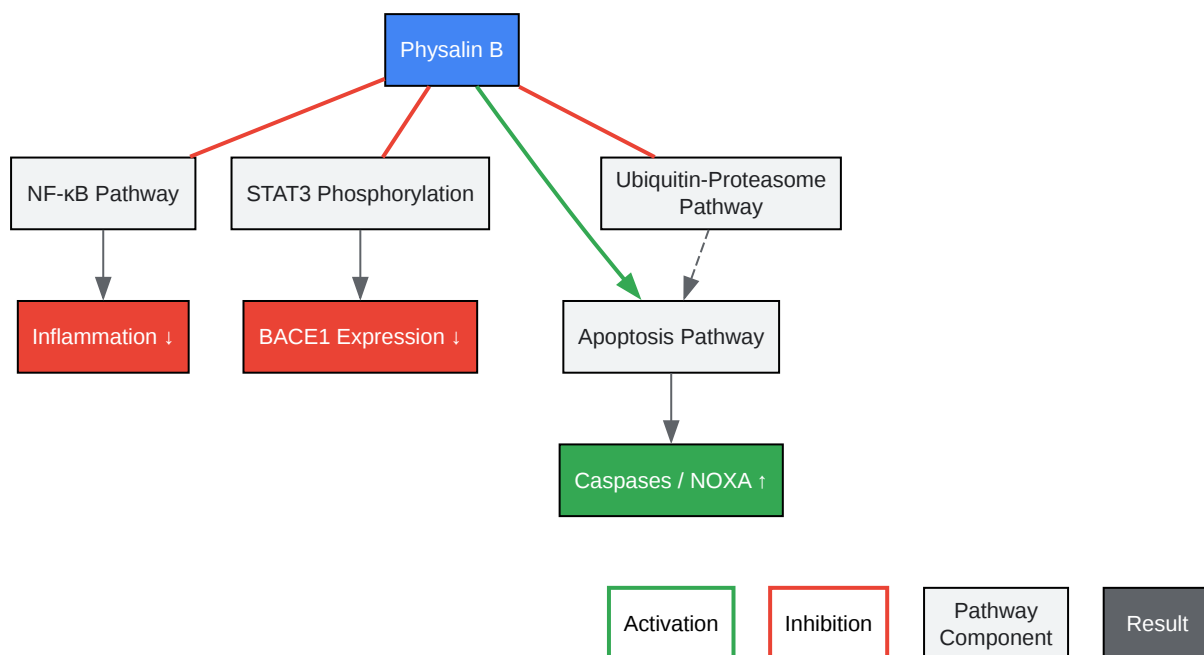 Physalin B
NF-κB Pathway
STAT3 Phosphorylation
Ubiquitin-Proteasome
Pathway
Inflammation ↓
BACE1 Expression ↓
Apoptosis Pathway
Caspases / NOXA ↑
Activation
Inhibition
Pathway
Component
Result